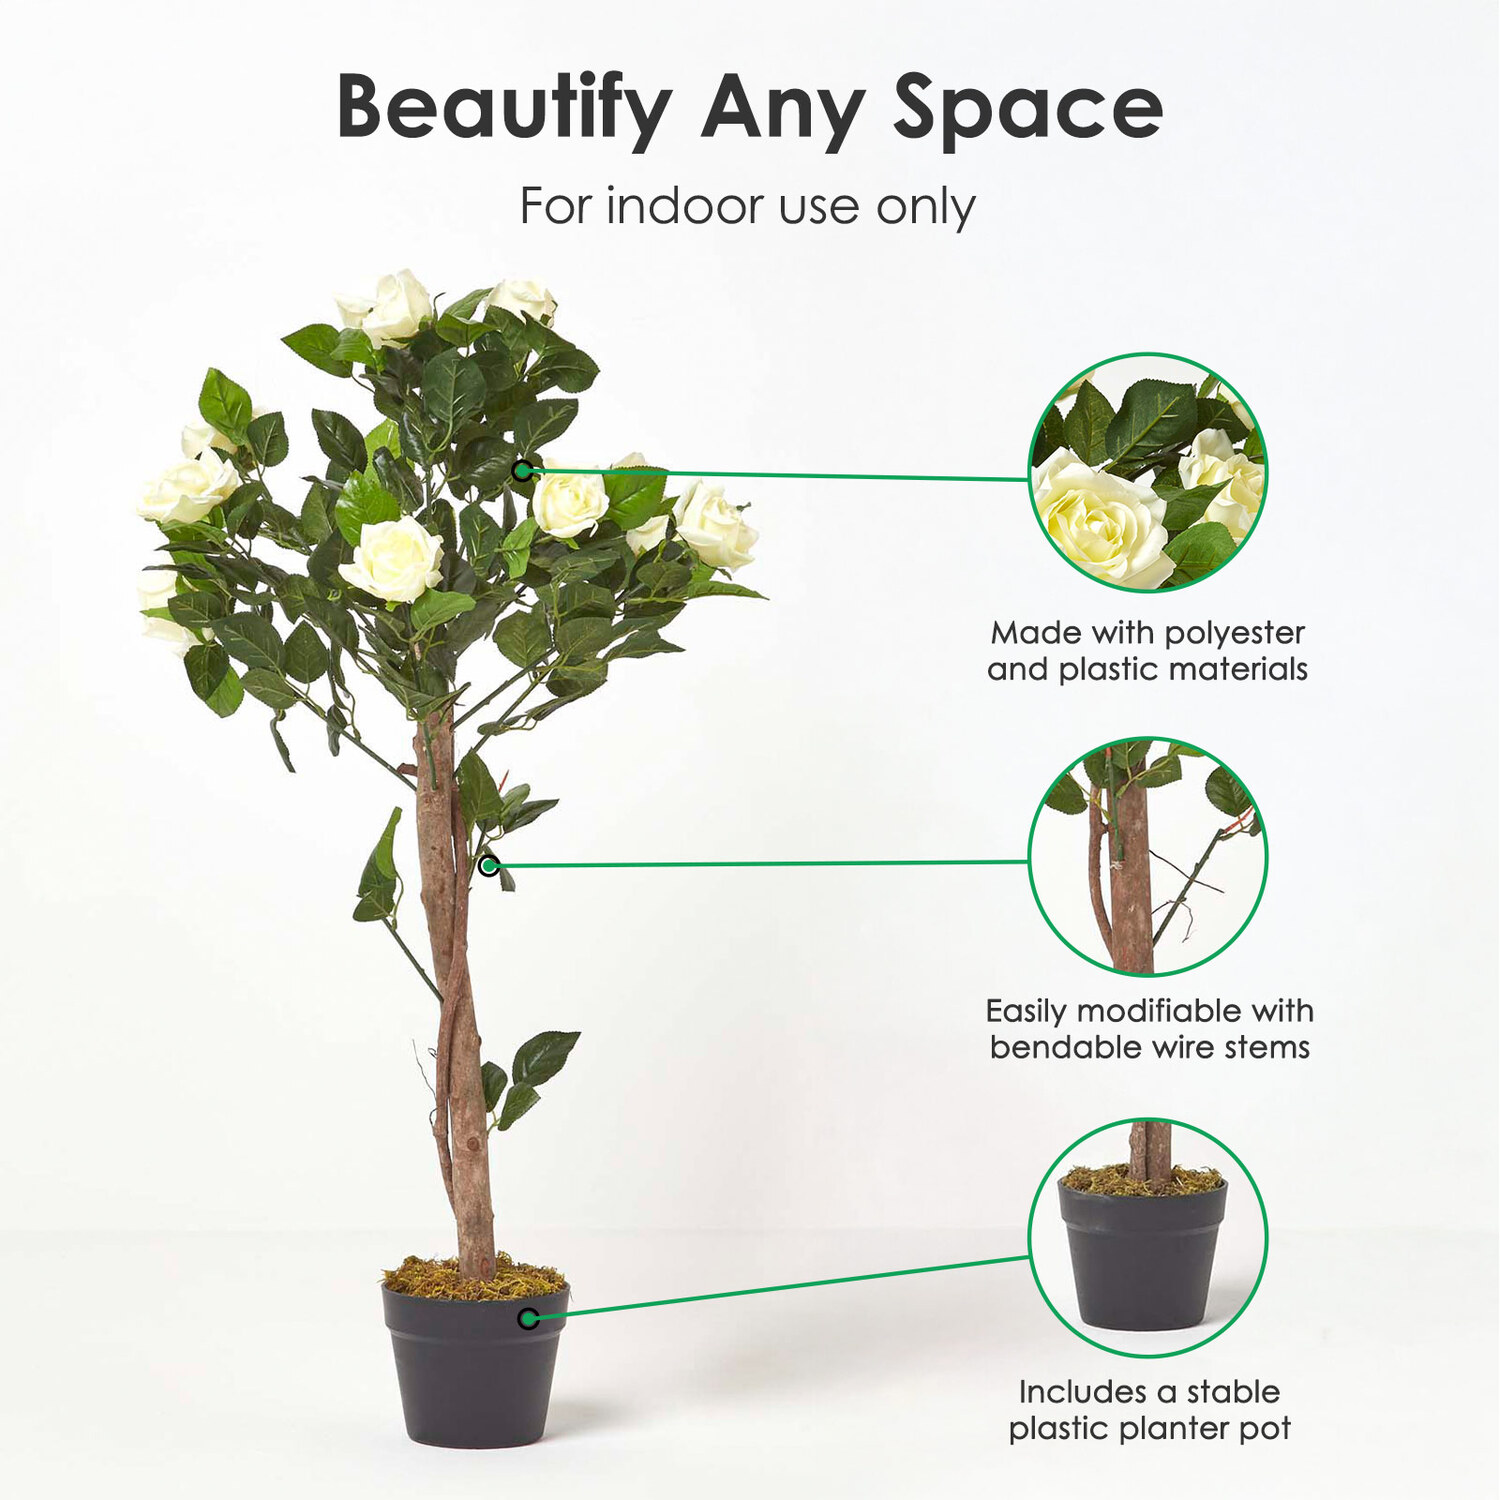 Beautify Any Space
For indoor use only
Made with polyester
and plastic materials
Easily modifiable with
bendable wire stems
Includes a stable
plastic planter pot